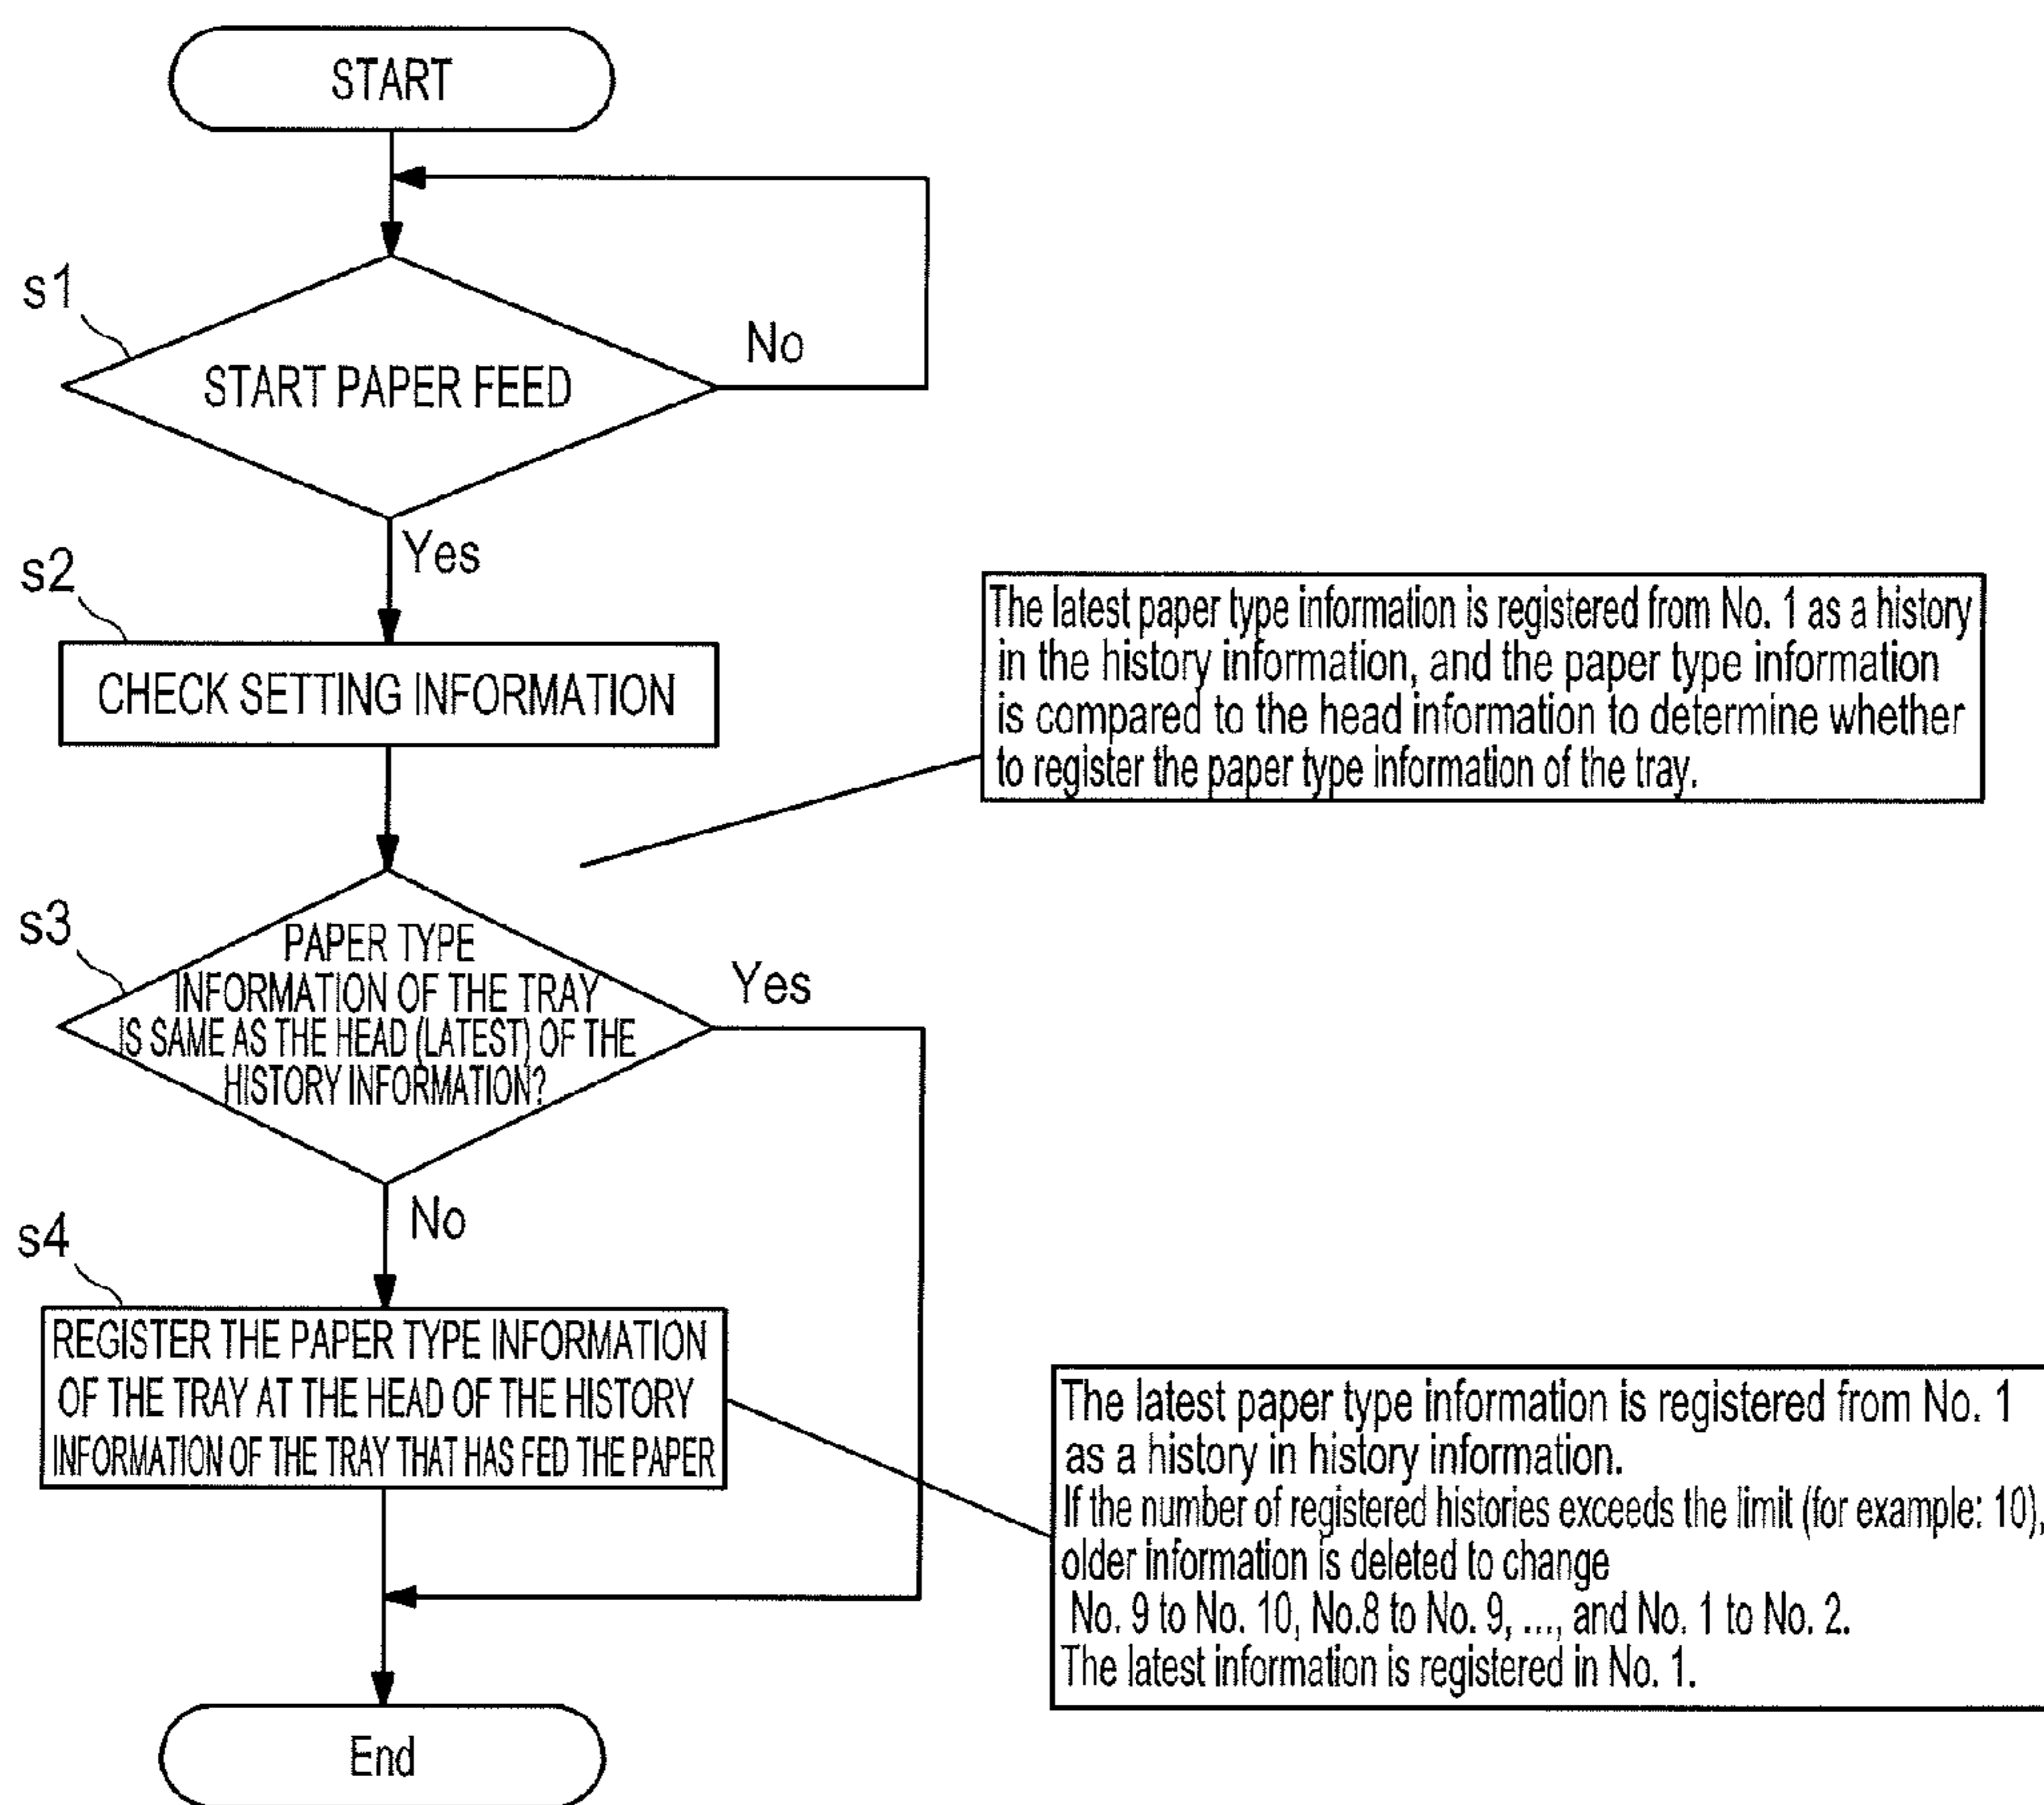 START
s1
START PAPER FEED
No
Yes
s2
CHECK SETTING INFORMATION
The latest paper type information is registered from No. 1 as a history
in the history information, and the paper type information
is compared to the head information to determine whether
to register the paper type information of the tray.
s3
PAPER TYPE
INFORMATION OF THE TRAY
IS SAME AS THE HEAD (LATEST) OF THE
HISTORY INFORMATION?
Yes
No
s4
REGISTER THE PAPER TYPE INFORMATION
OF THE TRAY AT THE HEAD OF THE HISTORY
INFORMATION OF THE TRAY THAT HAS FED THE PAPER
The latest paper type information is registered from No. 1
as a history in history information.
If the number of registered histories exceeds the limit (for example: 10),
older information is deleted to change
No. 9 to No. 10, No.8 to No. 9, ..., and No. 1 to No. 2.
The latest information is registered in No. 1.
End